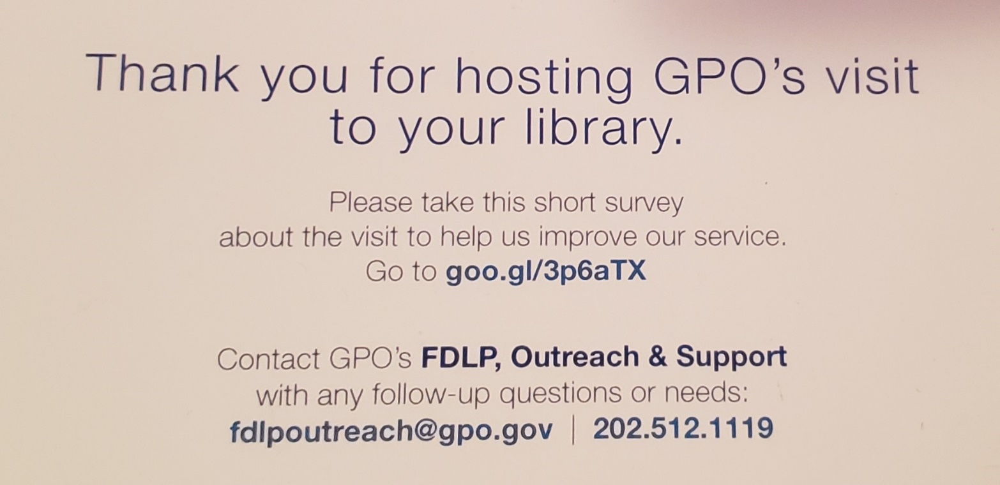 Thank you for hosting GPO’s visit
to your library.
Please take this short survey
about the visit to help us improve our service.
Go to goo.gl/3p6aTX
Contact GPO’s FDLP, Outreach & Support
with any follow-up questions or needs:
fdlpoutreach@gpo.gov | 202.512.1119